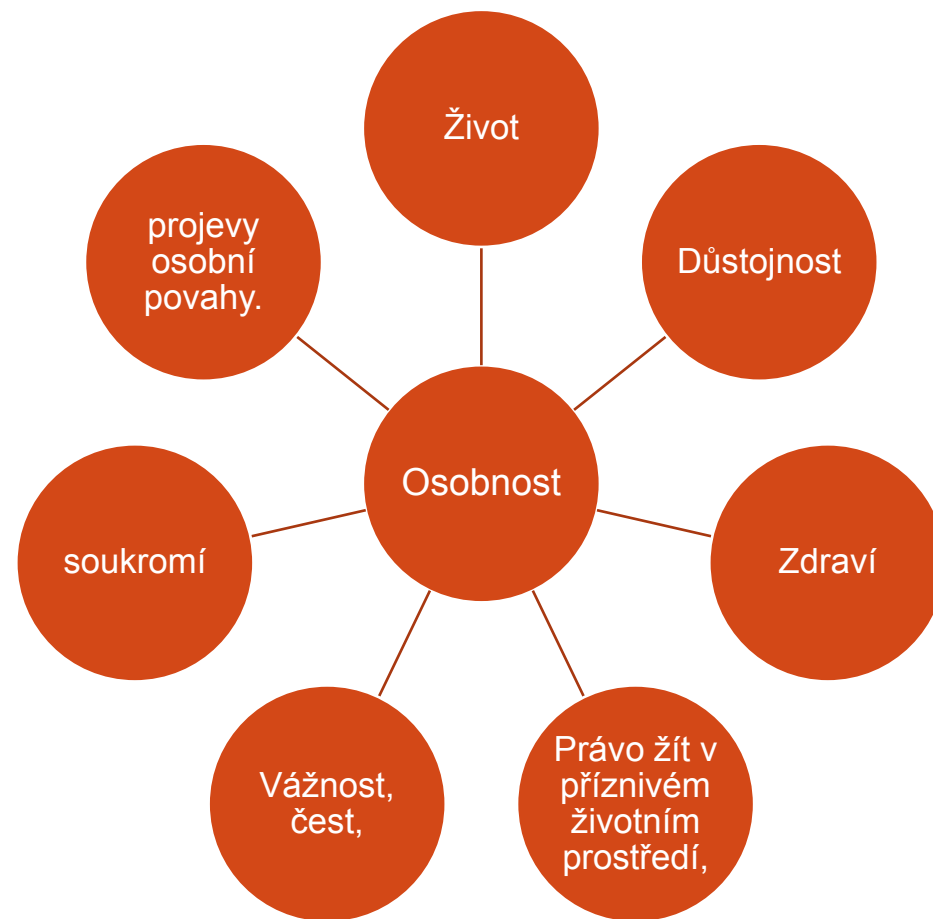 Život
Důstojnost
Zdraví
Právo žít v
příznivém
životním
prostředí,
Vážnost,
čest,
soukromí
projevy
osobní
povahy.
Osobnost